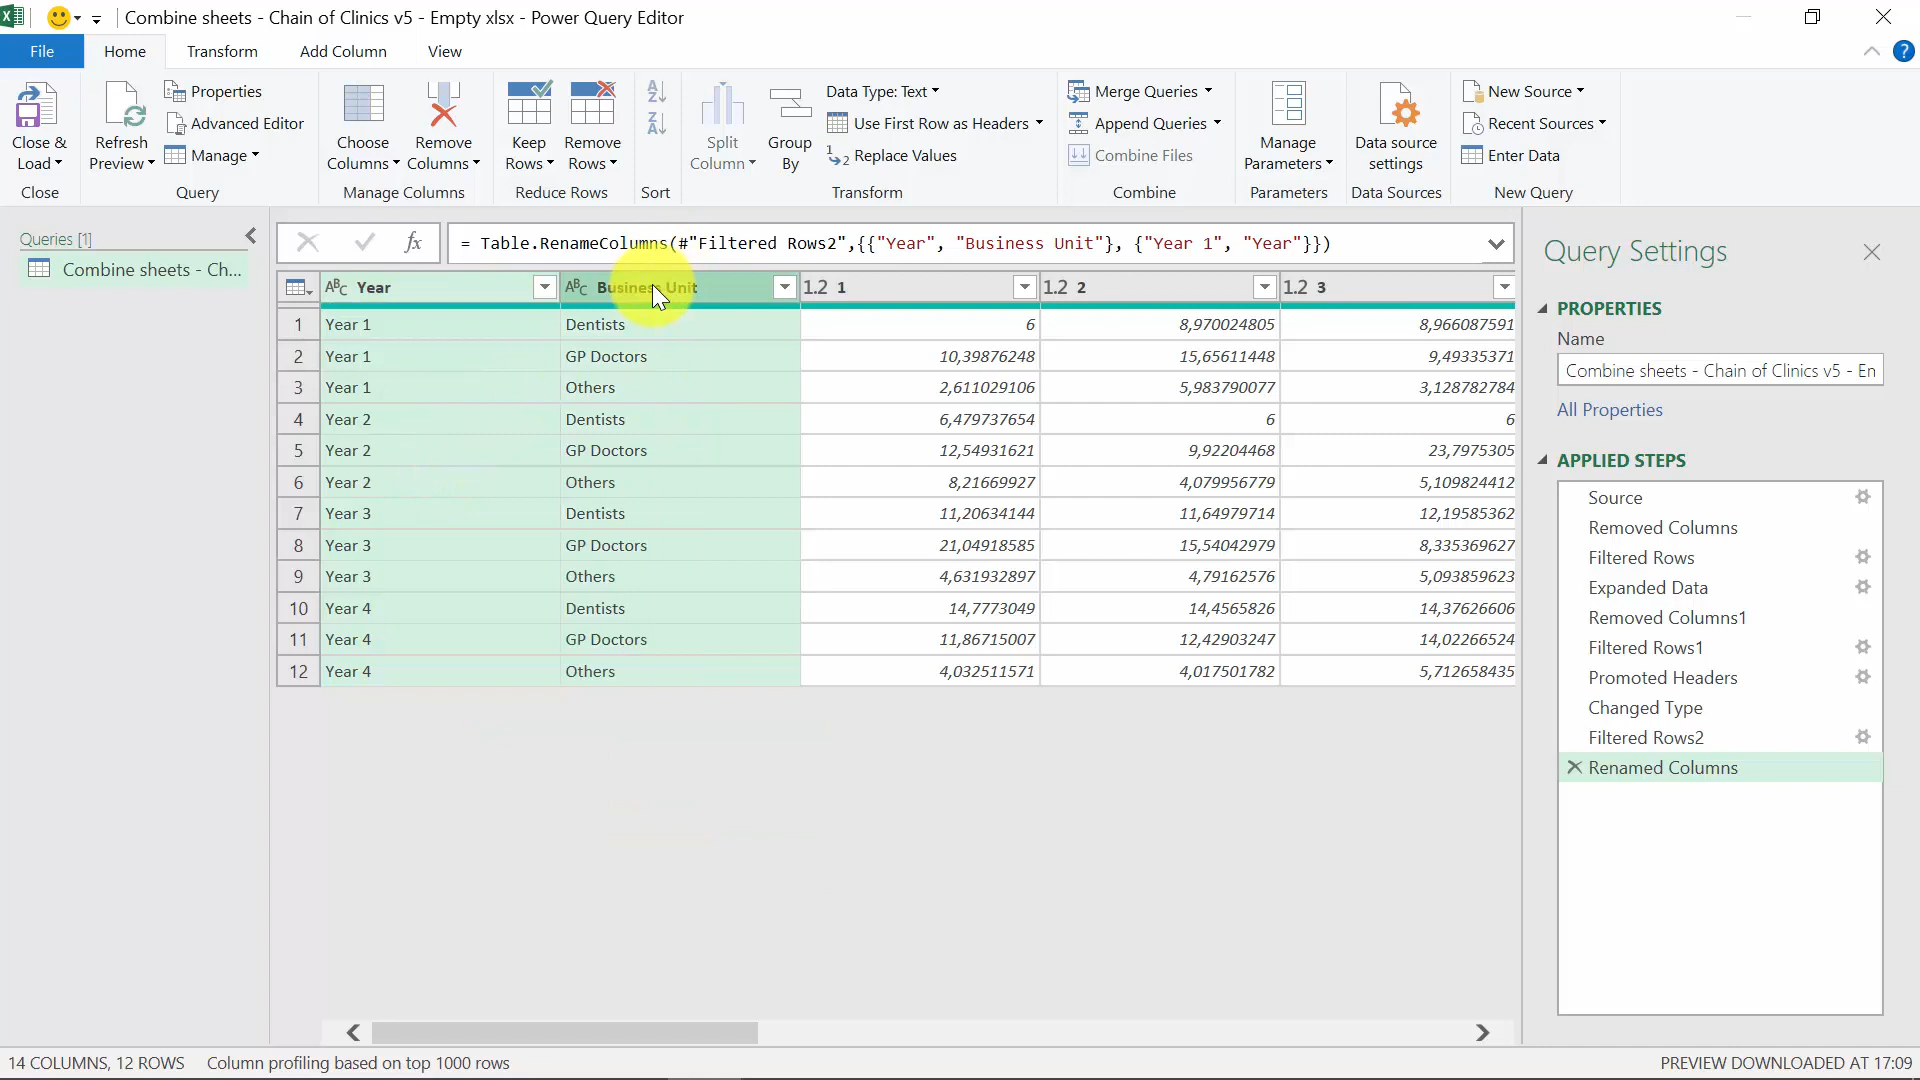 Combine sheets - Chain of Clinics v5 - Empty xlsx - Power Query Editor
File Home Transform Add Column View
Close & Load
Close
Refresh Preview
Properties
Advanced Editor
Manage
Query
Choose Columns
Remove Columns
Manage Columns
Keep Rows
Remove Rows
Reduce Rows
Sort
Split Column
Group By
Data Type: Text
Use First Row as Headers
Replace Values
Transform
Merge Queries
Append Queries
Combine Files
Combine
Manage Parameters
Parameters
Data source settings
Data Sources
New Source
Recent Sources
Enter Data
New Query
Queries [1]
Combine sheets - Ch...
fx = Table.RenameColumns(#"Filtered Rows2",{{"Year", "Business Unit"}, {"Year 1", "Year"}})
ABC Year ABC Business Unit 1.2 1 1.2 2 1.2 3
1 Year 1 Dentists 6 8,970024805 8,966087591
2 Year 1 GP Doctors 10,39876248 15,65611448 9,49335371
3 Year 1 Others 2,611029106 5,983790077 3,128782784
4 Year 2 Dentists 6,479737654 6 6
5 Year 2 GP Doctors 12,54931621 9,92204468 23,7975305
6 Year 2 Others 8,21669927 4,079956779 5,109824412
7 Year 3 Dentists 11,20634144 11,64979714 12,19585362
8 Year 3 GP Doctors 21,04918585 15,54042979 8,335369627
9 Year 3 Others 4,631932897 4,79162576 5,093859623
10 Year 4 Dentists 14,7773049 14,4565826 14,37626606
11 Year 4 GP Doctors 11,86715007 12,42903247 14,02266524
12 Year 4 Others 4,032511571 4,017501782 5,712658435
Query Settings
PROPERTIES
Name
Combine sheets - Chain of Clinics v5 - En
All Properties
APPLIED STEPS
Source
Removed Columns
Filtered Rows
Expanded Data
Removed Columns1
Filtered Rows1
Promoted Headers
Changed Type
Filtered Rows2
Renamed Columns
14 COLUMNS, 12 ROWS Column profiling based on top 1000 rows PREVIEW DOWNLOADED AT 17:09